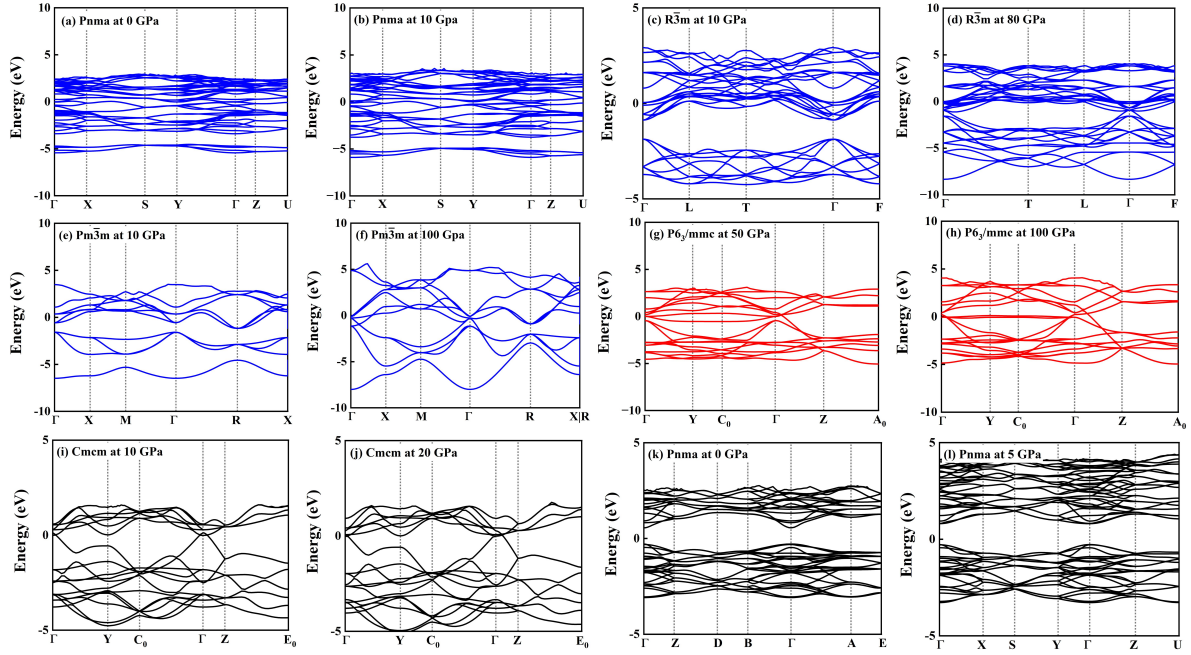 (a) Pnma at 0 GPa
(b) Pnma at 10 Gpa
(c) R3̅m at 10 GPa
(d) R3̅m at 80 GPa
Energy (eV) 10 5 0 −5 −10
Γ X S Y Γ Z U
Energy (eV) 10 5 0 -5 -10
Γ X S Y Γ Z U
Energy (eV) 5 0 -5
Γ L T Γ F
Energy (eV) 10 5 0 −5 −10
Γ T L Γ F
(e) Pm3̅m at 10 GPa
(f) Pm3̅m at 100 Gpa
(g) P6₃/mmc at 50 GPa
(h) P6₃/mmc at 100 GPa
Energy (eV) 10 5 0 -5 -10
Γ X M Γ R X
Energy (eV) 10 5 0 -5 -10
Γ X M Γ R X|R
Energy (eV) 10 5 0 −5 −10
Γ Y C₀ Γ Z A₀
Energy (eV) 10 5 0 −5 −10
Γ Y C₀ Γ Z A₀
(i) Cmcm at 10 GPa
(j) Cmcm at 20 GPa
(k) Pnma at 0 GPa
(l) Pnma at 5 GPa
Energy (eV) 5 0 -5
Γ Y C₀ Γ Z E₀
Energy (eV) 5 0 -5
Γ Y C₀ Γ Z E₀
Energy (eV) 5 0 -5
Γ Z D B Γ A E
Energy (eV) 5 0 -5
Γ X S Y Γ Z U